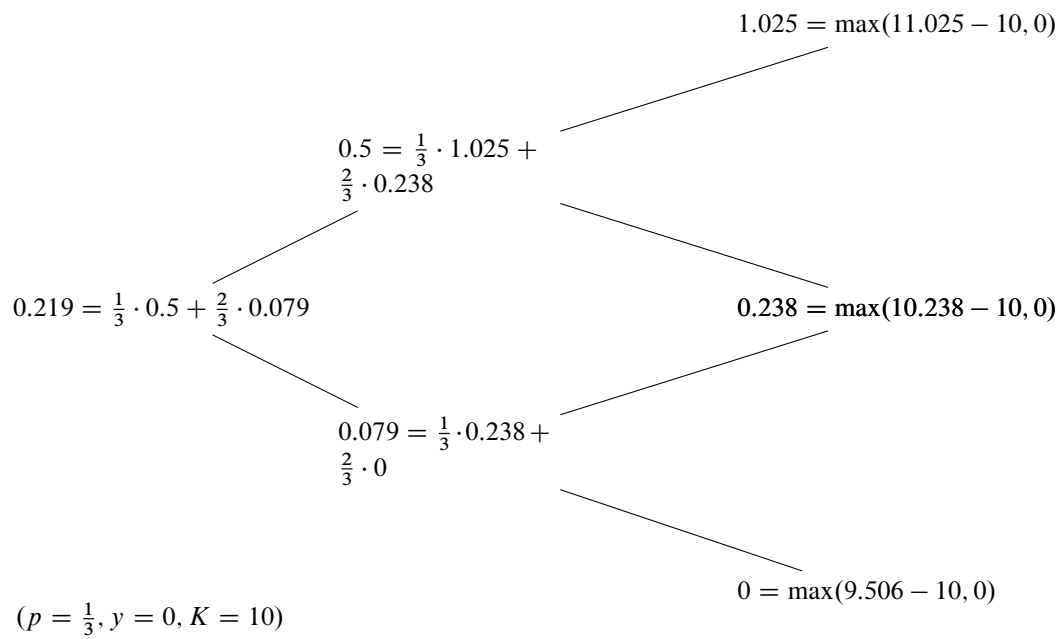 1.025 = max(11.025 − 10, 0)
0.5 = 1/3 · 1.025 +
2/3 · 0.238
0.219 = 1/3 · 0.5 + 2/3 · 0.079
0.238 = max(10.238 − 10, 0)
0.079 = 1/3 · 0.238 +
2/3 · 0
0 = max(9.506 − 10, 0)
(p = 1/3, y = 0, K = 10)